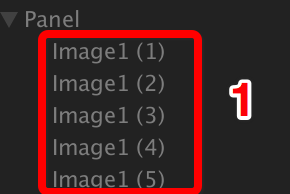 Panel
Image1 (1)
Image1 (2)
Image1 (3)
Image1 (4)
Image1 (5)
1